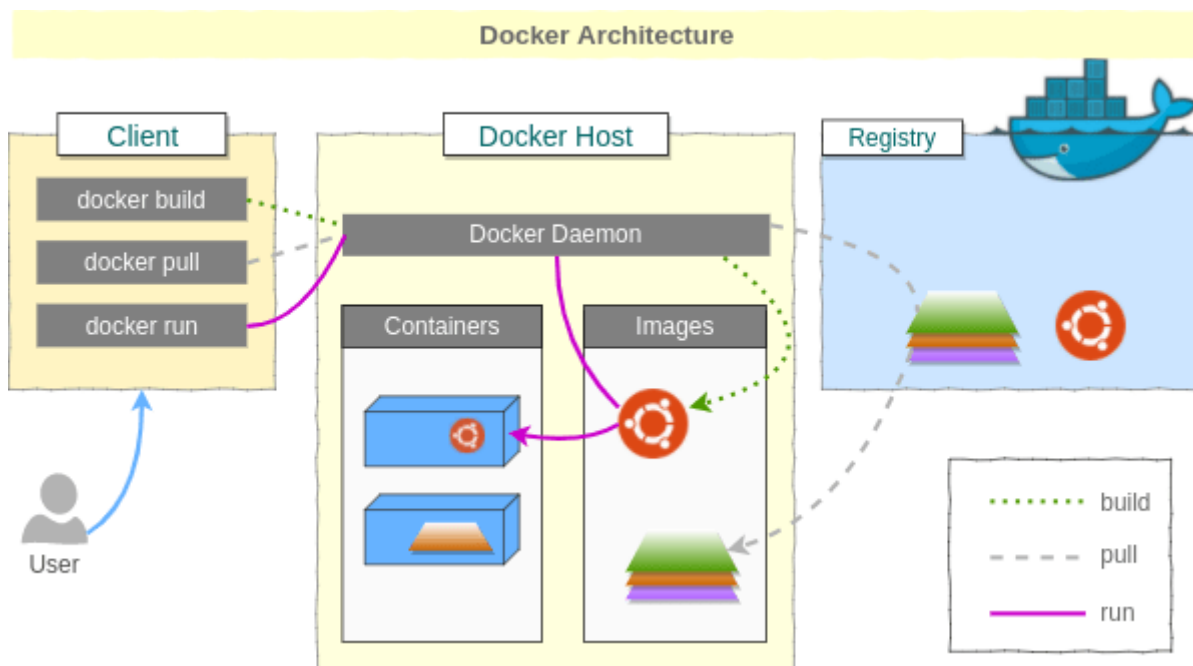 Docker Architecture
Client
docker build
docker pull
docker run
User
Docker Host
Docker Daemon
Containers
Images
Registry
build
pull
run